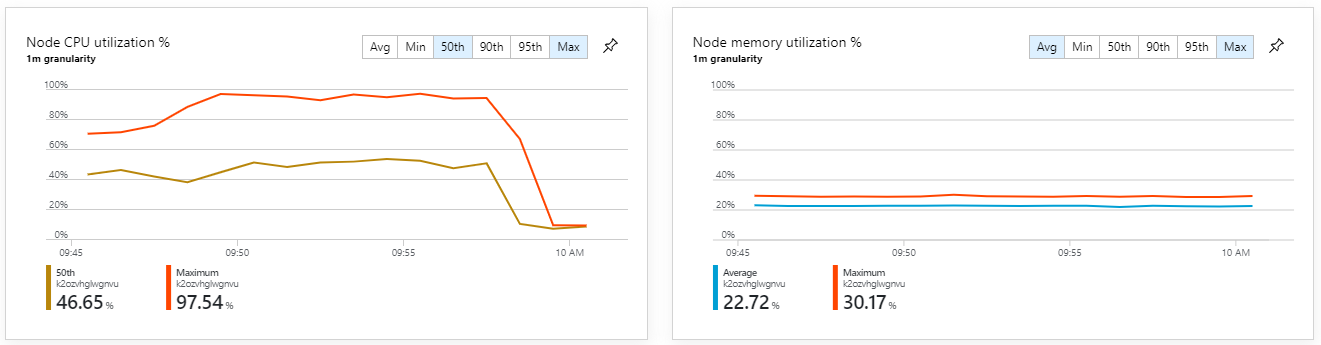 Node CPU utilization %
1m granularity
Avg Min 50th 90th 95th Max
100%
80%
60%
40%
20%
0%
09:45 09:50 09:55 10 AM
50th
k2ozvhglwgnvu
46.65 %
Maximum
k2ozvhglwgnvu
97.54 %
Node memory utilization %
1m granularity
Avg Min 50th 90th 95th Max
100%
80%
60%
40%
20%
0%
09:45 09:50 09:55 10 AM
Average
k2ozvhglwgnvu
22.72 %
Maximum
k2ozvhglwgnvu
30.17 %